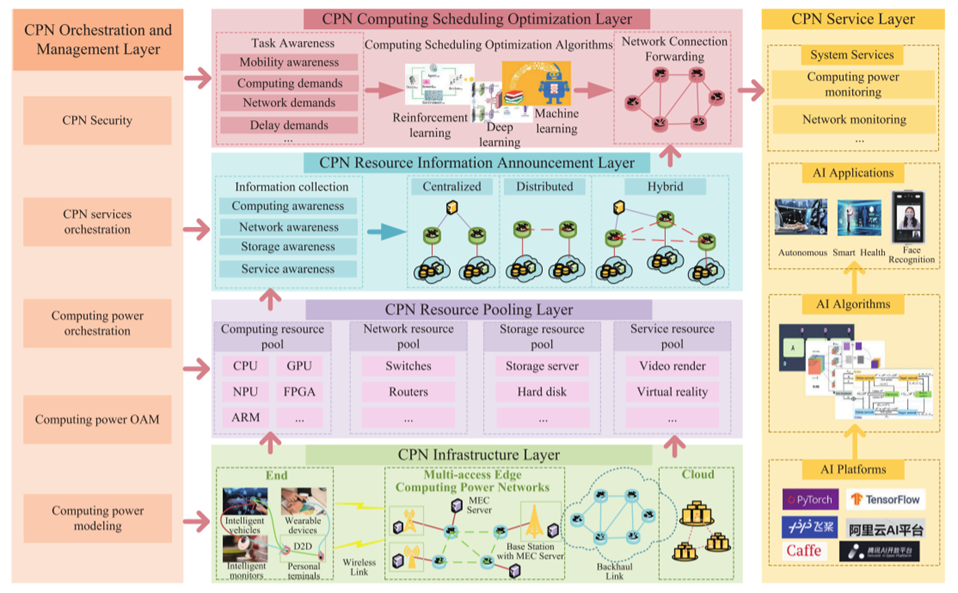 CPN Orchestration and
Management Layer
CPN Security
CPN services
orchestration
Computing power
orchestration
Computing power OAM
Computing power
modeling
CPN Computing Scheduling Optimization Layer
Task Awareness
Mobility awareness
Computing demands
Network demands
Delay demands
...
Computing Scheduling Optimization Algorithms
Reinforcement
learning
Deep
learning
Machine
learning
Network Connection
Forwarding
CPN Resource Information Announcement Layer
Information collection
Computing awareness
Network awareness
Storage awareness
Service awareness
Centralized
Distributed
Hybrid
CPN Resource Pooling Layer
Computing resource
pool
CPU
GPU
NPU
FPGA
ARM
...
Network resource
pool
Switches
Routers
...
Storage resource
pool
Storage server
Hard disk
...
Service resource
pool
Video render
Virtual reality
...
CPN Infrastructure Layer
End
Intelligent
vehicles
Wearable
devices
D2D
Intelligent
monitors
Personal
teminals
Wireless
Link
Multi-access Edge
Computing Power Networks
MEC
Server
Base Station
with MEC Server
Backhaul
Link
Cloud
CPN Service Layer
System Services
Computing power
monitoring
Network monitoring
...
AI Applications
Autonomous
Smart Health
Face
Recognition
AI Algorithms
A
AI Platforms
PyTorch
TensorFlow
飞桨
阿里云AI平台
Caffe
腾讯AI开放平台